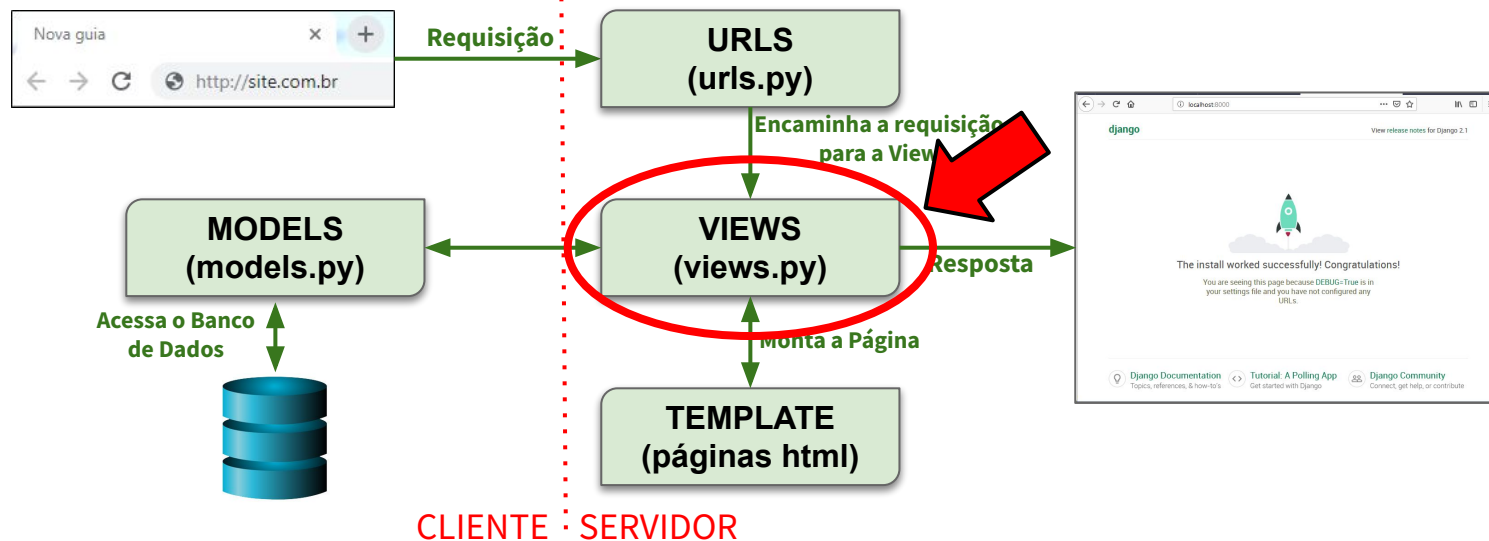 Nova guia
http://site.com.br
Requisição
URLS
(urls.py)
Encaminha a requisição
para a View
MODELS
(models.py)
VIEWS
(views.py)
Resposta
Acessa o Banco
de Dados
Monta a Página
TEMPLATE
(páginas html)
CLIENTE
SERVIDOR
localhost:8000
django
View release notes for Django 2.1
The install worked successfully! Congratulations!
You are seeing this page because DEBUG=True is in
your settings file and you have not configured any
URLs.
Django Documentation
Topics, references, & how-to's
Tutorial: A Polling App
Get started with Django
Django Community
Connect, get help, or contribute